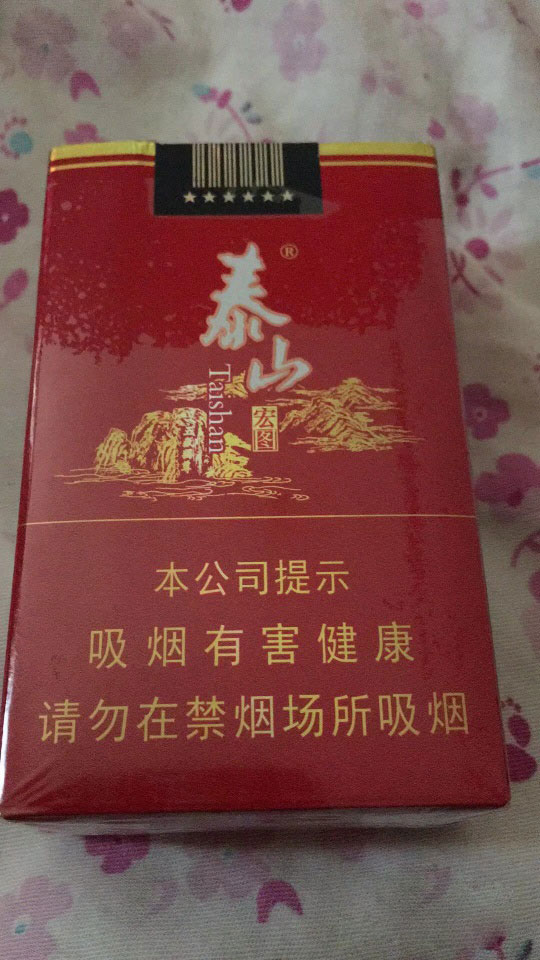 泰山®
Taishan
宏图
本公司提示
吸烟有害健康
请勿在禁烟场所吸烟